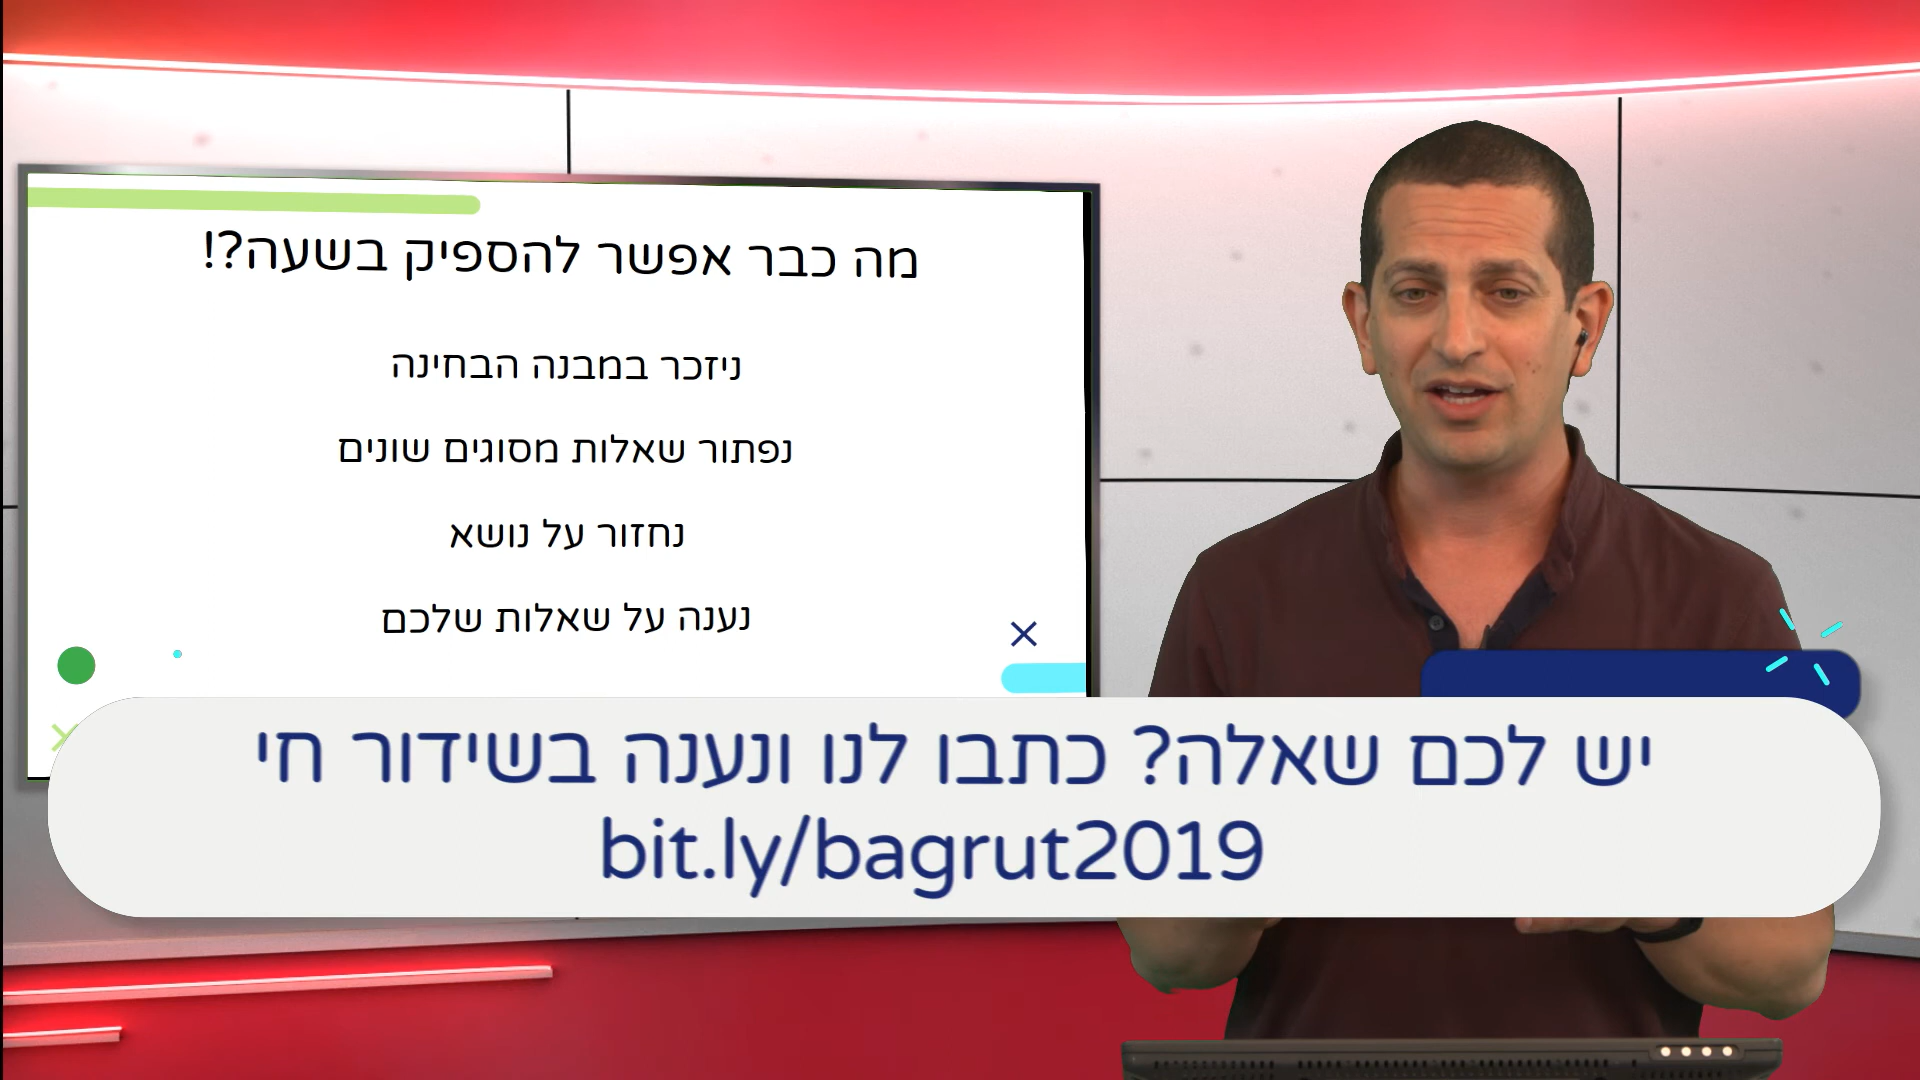 מה כבר אפשר להספיק בשעה?!
ניזכר במבנה הבחינה
נפתור שאלות מסוגים שונים
נחזור על נושא
נענה על שאלות שלכם
יש לכם שאלה? כתבו לנו ונענה בשידור חי
bit.ly/bagrut2019